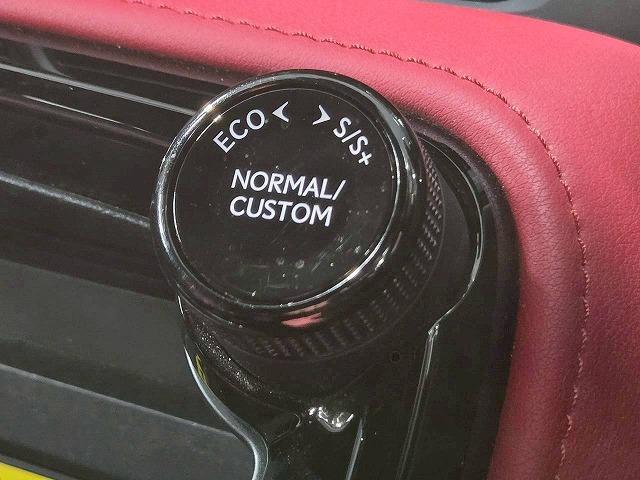 ECO < > S/S+
NORMAL/
CUSTOM